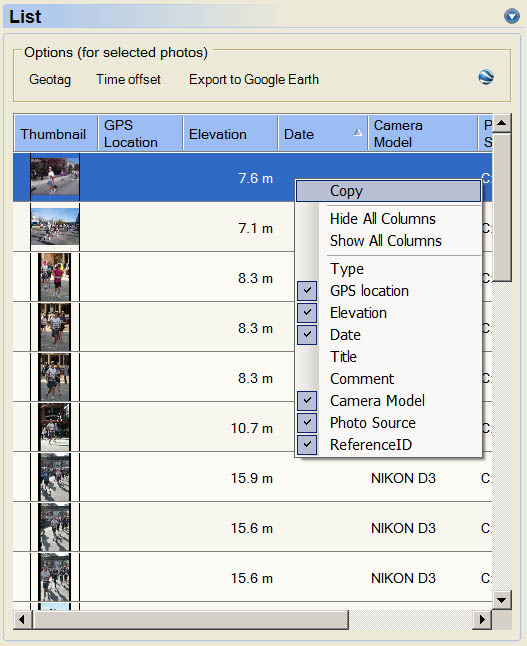 List
Options (for selected photos)
Geotag Time offset Export to Google Earth
Thumbnail GPS Location Elevation Date Camera Model P S
7.6 m C:
Copy
7.1 m C:
Hide All Columns
Show All Columns
8.3 m C:
Type
GPS location
8.3 m C:
Elevation
Date
Title
8.3 m C:
Comment
Camera Model
10.7 m C:
Photo Source
ReferenceID
15.9 m NIKON D3 C:
15.6 m NIKON D3 C:
15.6 m NIKON D3 C: